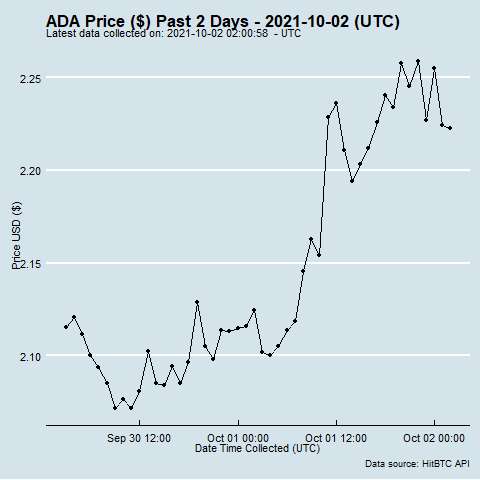 ADA Price ($) Past 2 Days - 2021-10-02 (UTC)
Latest data collected on: 2021-10-02 02:00:58  - UTC
2.25
2.20
2.15
2.10
Price USD ($)
Sep 30 12:00
Oct 01 00:00
Oct 01 12:00
Oct 02 00:00
Date Time Collected (UTC)
Data source: HitBTC API